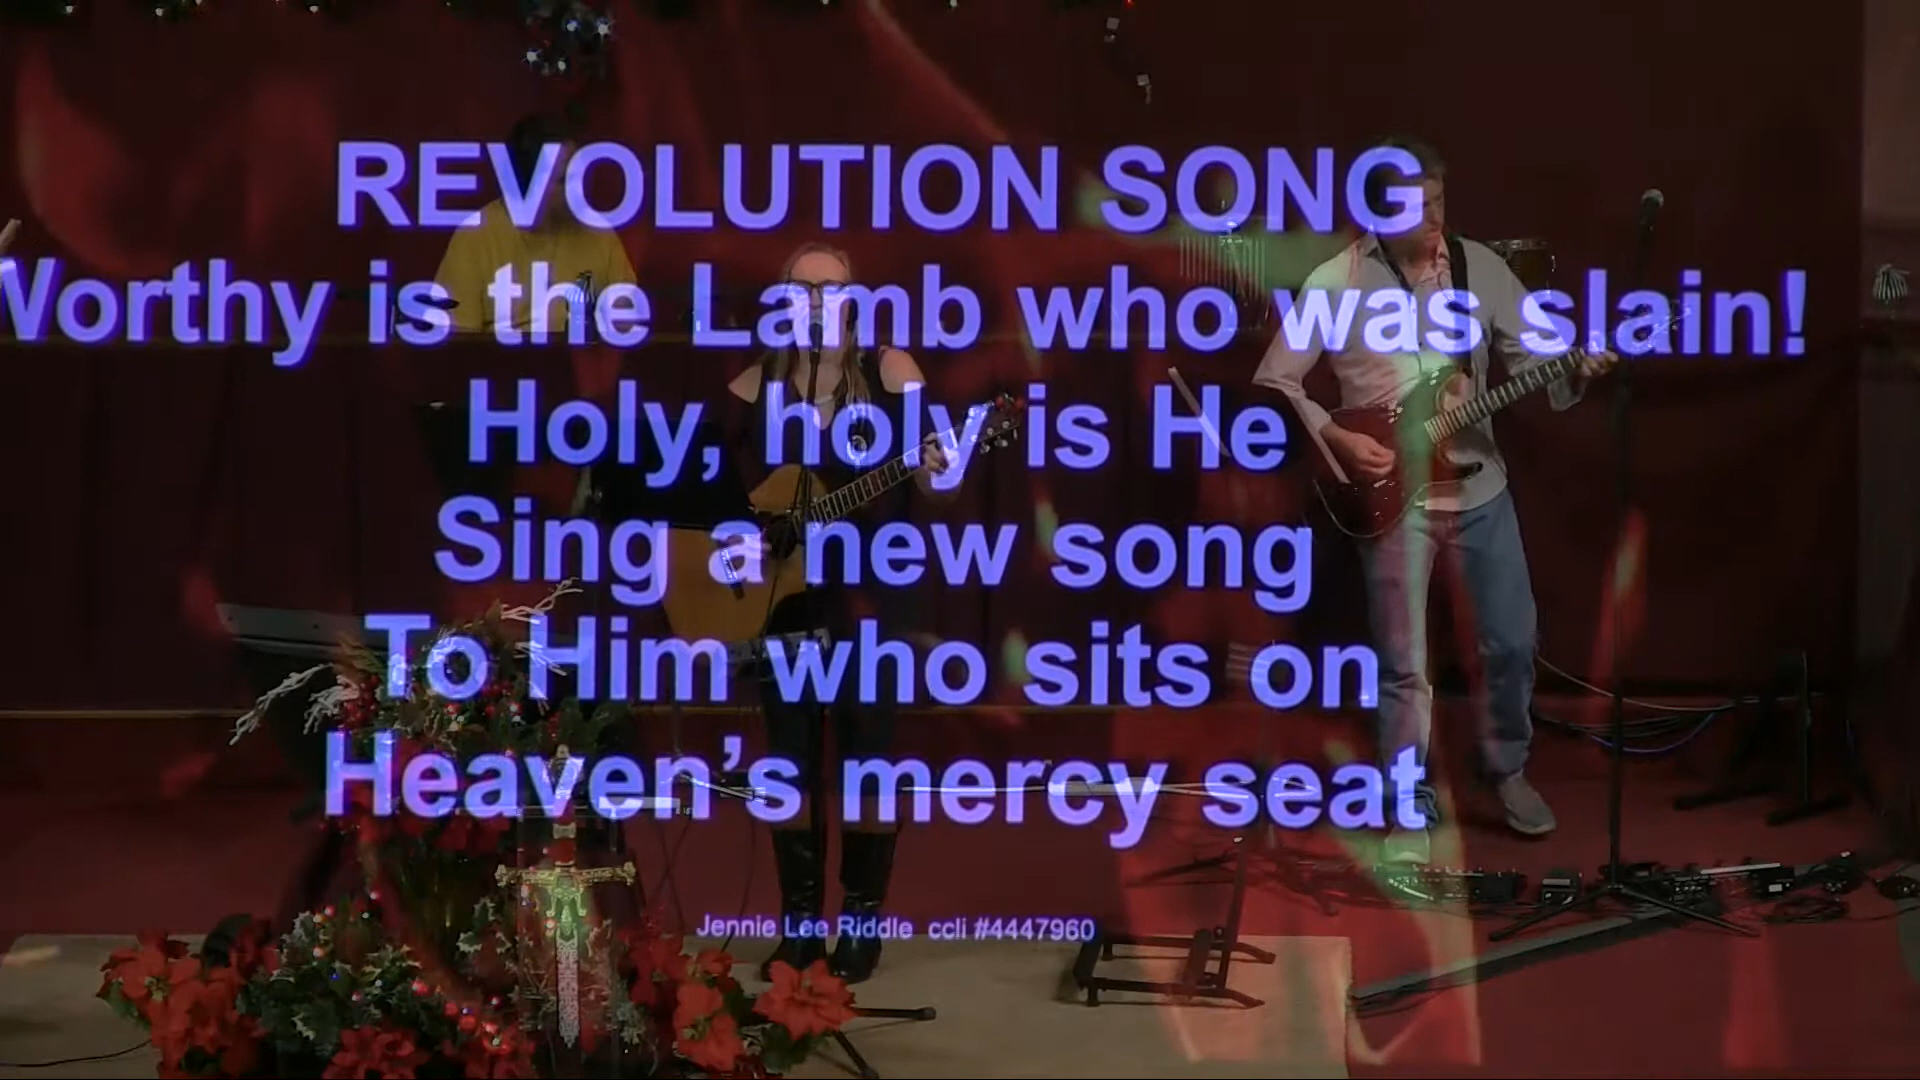 REVOLUTION SONG
Worthy is the Lamb who was slain!
Holy, holy is He
Sing a new song
To Him who sits on
Heaven's mercy seat
Jennie Lee Riddle ccli #4447960